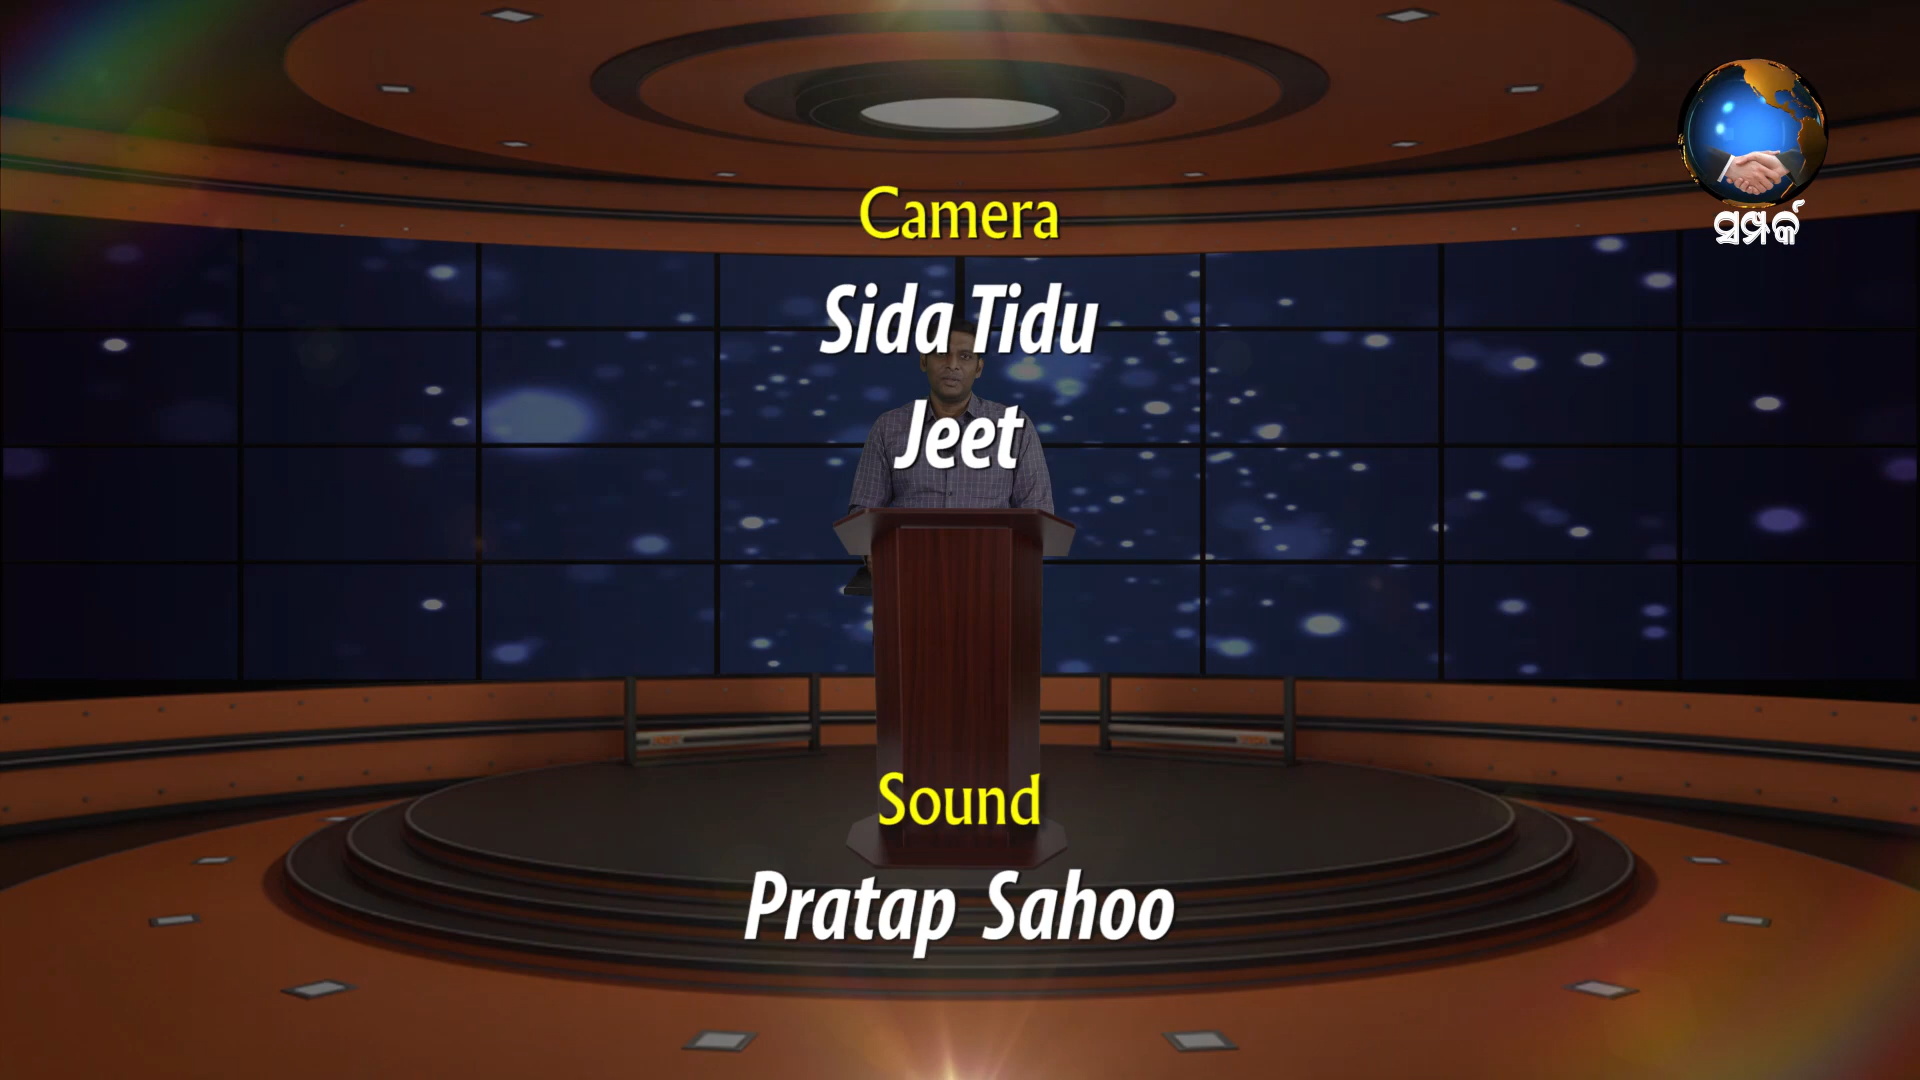 ସମ୍ପର୍କ
Camera
Sida Tidu
Jeet
Sound
Pratap Sahoo